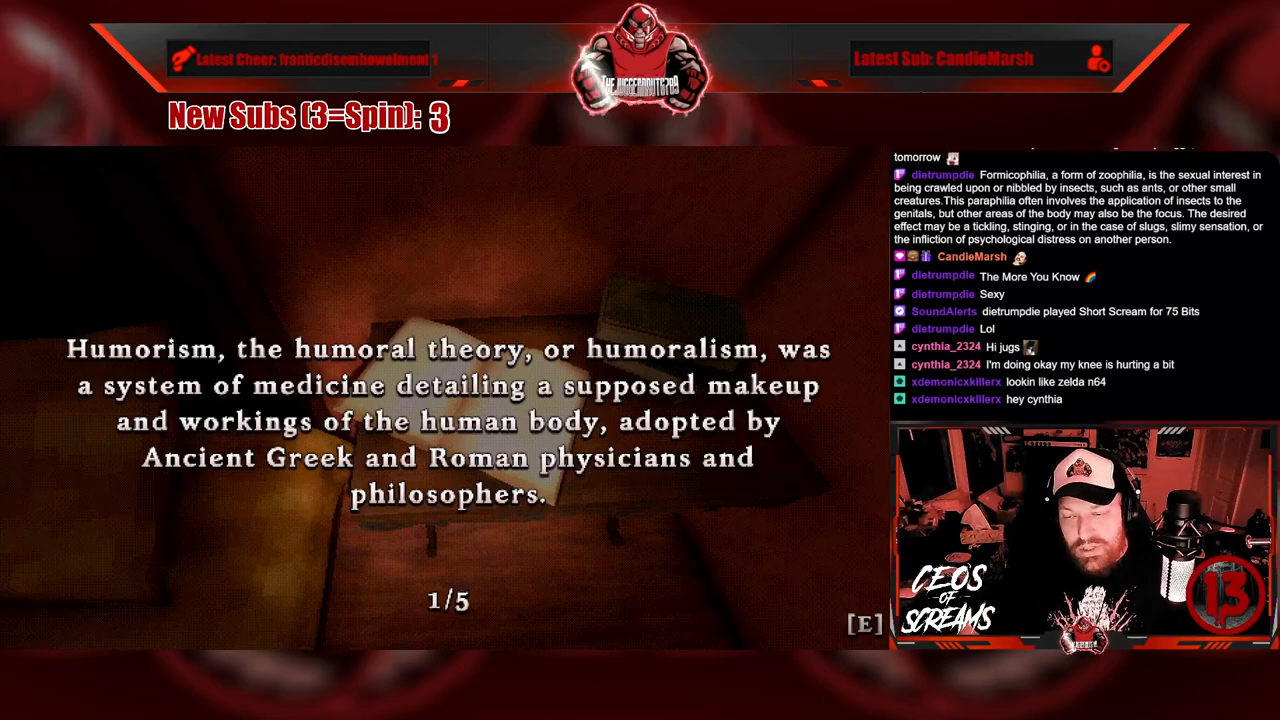 Latest Cheer: franticdisembowelment 1
THEJUGGERNAUT6789
Latest Sub: CandieMarsh
New Subs (3=Spin): 3
Humorism, the humoral theory, or humoralism, was
a system of medicine detailing a supposed makeup
and workings of the human body, adopted by
Ancient Greek and Roman physicians and
philosophers.
1/5
[E]
tomorrow
dietrumpdie Formicophilia, a form of zoophilia, is the sexual interest in
being crawled upon or nibbled by insects, such as ants, or other small
creatures.This paraphilia often involves the application of insects to the
genitals, but other areas of the body may also be the focus. The desired
effect may be a tickling, stinging, or in the case of slugs, slimy sensation, or
the infliction of psychological distress on another person.
CandieMarsh
dietrumpdie The More You Know
dietrumpdie Sexy
SoundAlerts dietrumpdie played Short Scream for 75 Bits
dietrumpdie Lol
cynthia_2324 Hi jugs
cynthia_2324 I'm doing okay my knee is hurting a bit
xdemonicxkillerx lookin like zelda n64
xdemonicxkillerx hey cynthia
CEOS
OF
SCREAMS
13